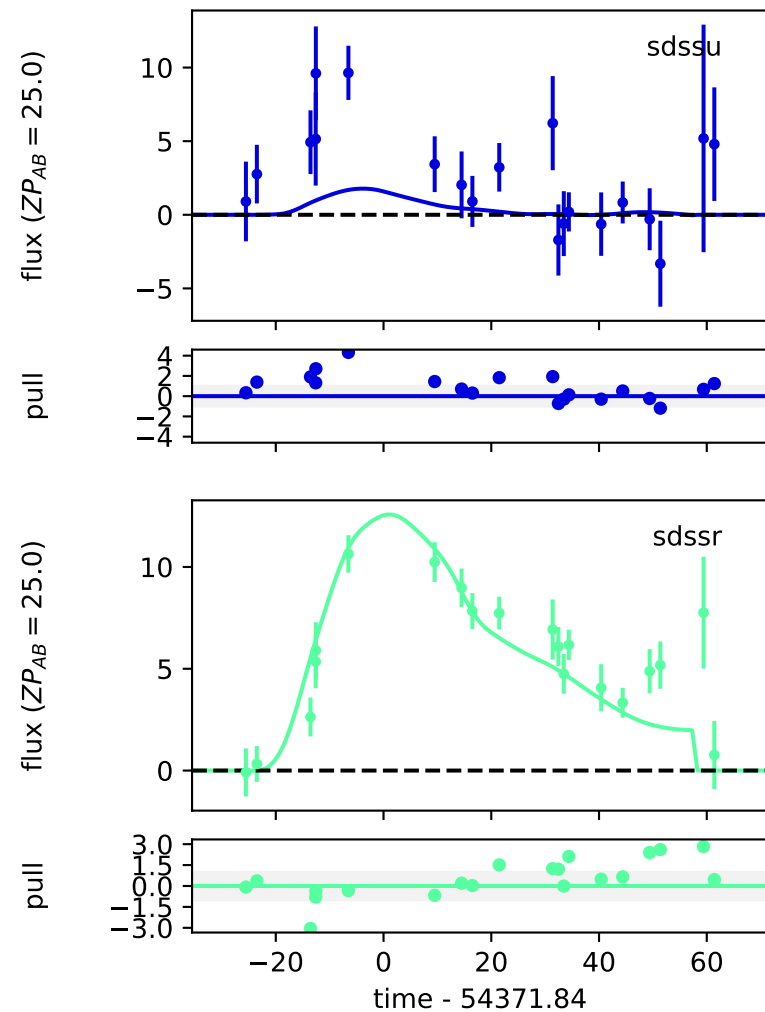 sdssu
flux (ZP_AB = 25.0)
10
5
0
−5
pull
4
2
0
−2
−4
sdssr
flux (ZP_AB = 25.0)
10
5
0
pull
3.0
1.5
0.0
−1.5
−3.0
−20 0 20 40 60
time - 54371.84